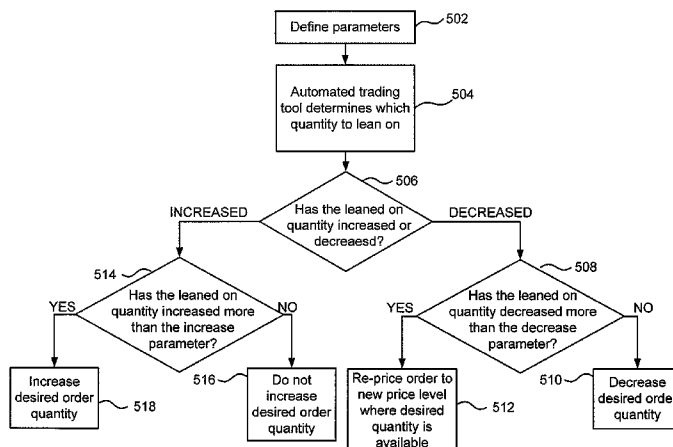 Define parameters
502
Automated trading
tool determines which
quantity to lean on
504
506
Has the leaned on
quantity increased or
decreaesd?
INCREASED
DECREASED
514
Has the leaned on
quantity increased more
than the increase
parameter?
YES
NO
508
Has the leaned on
quantity decreased more
than the decrease
parameter?
YES
NO
Increase
desired order
quantity
518
516
Do not
increase desired
order quantity
Re-price order to
new price level
where desired
quantity is
available
512
510
Decrease
desired order
quantity